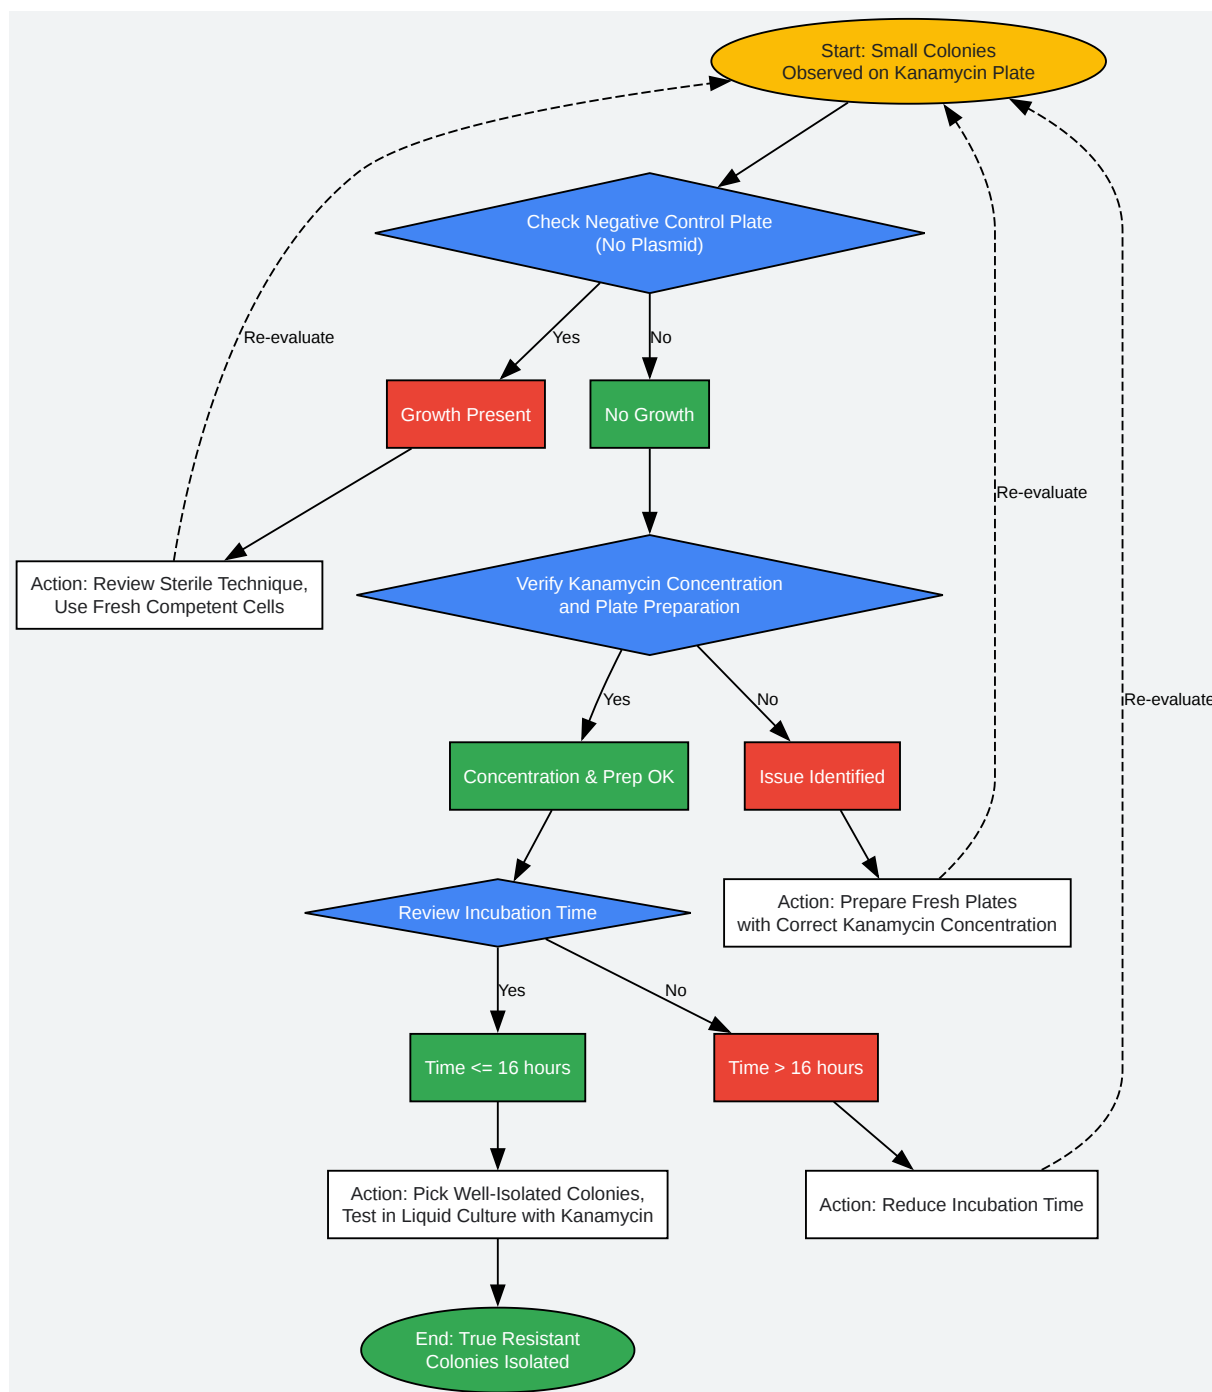 Start: Small Colonies
Observed on Kanamycin Plate
Check Negative Control Plate
(No Plasmid)
Re-evaluate
Yes
No
Growth Present
No Growth
Re-evaluate
Action: Review Sterile Technique,
Use Fresh Competent Cells
Verify Kanamycin Concentration
and Plate Preparation
Yes
No
Re-evaluate
Concentration & Prep OK
Issue Identified
Review Incubation Time
Action: Prepare Fresh Plates
with Correct Kanamycin Concentration
Yes
No
Time <= 16 hours
Time > 16 hours
Action: Pick Well-Isolated Colonies,
Test in Liquid Culture with Kanamycin
Action: Reduce Incubation Time
End: True Resistant
Colonies Isolated